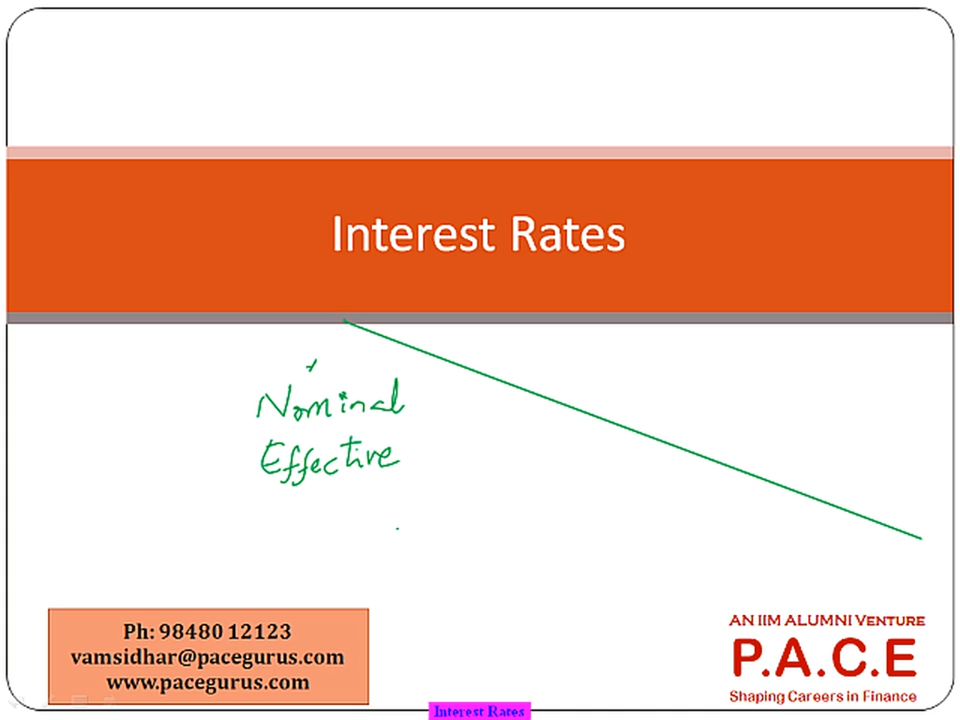 Interest Rates
Nominal
Effective
Ph: 98480 12123
vamsidhar@pacegurus.com
www.pacegurus.com
AN IIM ALUMNI VENTURE
P.A.C.E
Shaping Careers in Finance
Interest Rates